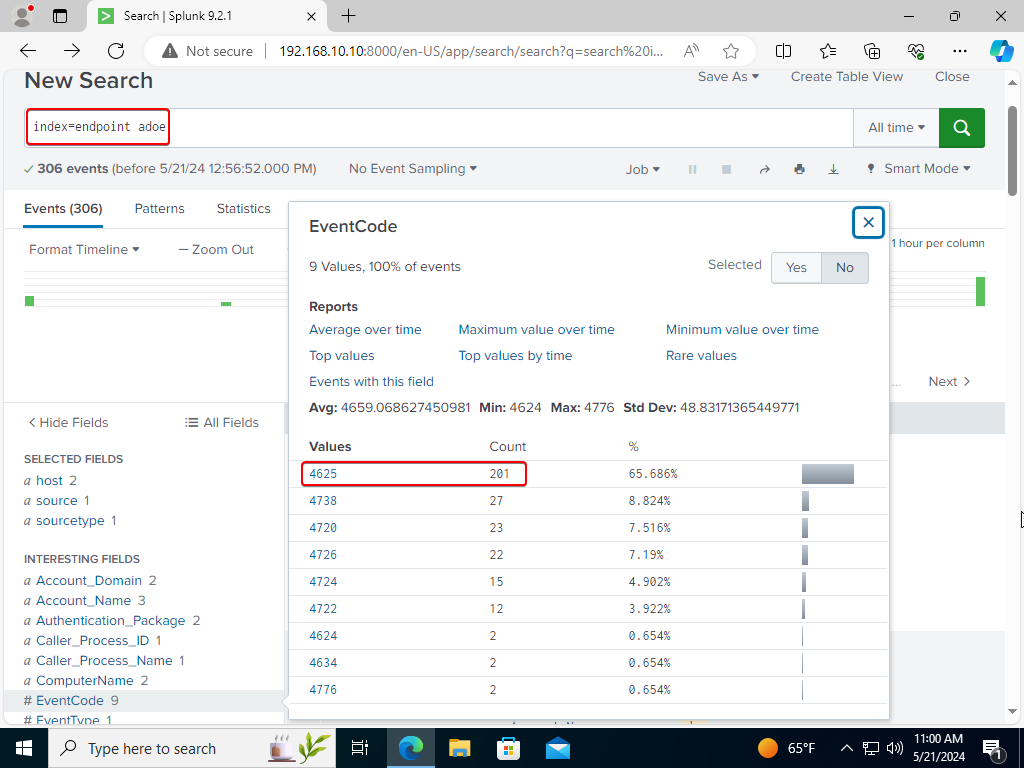 Search | Splunk 9.2.1
Not secure
192.168.10.10:8000/en-US/app/search/search?q=search%20i...
New Search
Save As
Create Table View
Close
index=endpoint adoe
All time
306 events (before 5/21/24 12:56:52.000 PM)
No Event Sampling
Job
Smart Mode
Events (306)
Patterns
Statistics
Format Timeline
— Zoom Out
1 hour per column
EventCode
9 Values, 100% of events
Selected
Yes
No
Reports
Average over time
Maximum value over time
Minimum value over time
Top values
Top values by time
Rare values
Events with this field
Avg: 4659.068627450981 Min: 4624 Max: 4776 Std Dev: 48.83171365449771
... Next >
Values Count %
4625 201 65.686%
4738 27 8.824%
4720 23 7.516%
4726 22 7.19%
4724 15 4.902%
4722 12 3.922%
4624 2 0.654%
4634 2 0.654%
4776 2 0.654%
< Hide Fields
All Fields
SELECTED FIELDS
a host 2
a source 1
a sourcetype 1
INTERESTING FIELDS
a Account_Domain 2
a Account_Name 3
a Authentication_Package 2
a Caller_Process_ID 1
a Caller_Process_Name 1
a ComputerName 2
# EventCode 9
# EventType 1
Type here to search
65°F
11:00 AM
5/21/2024
1